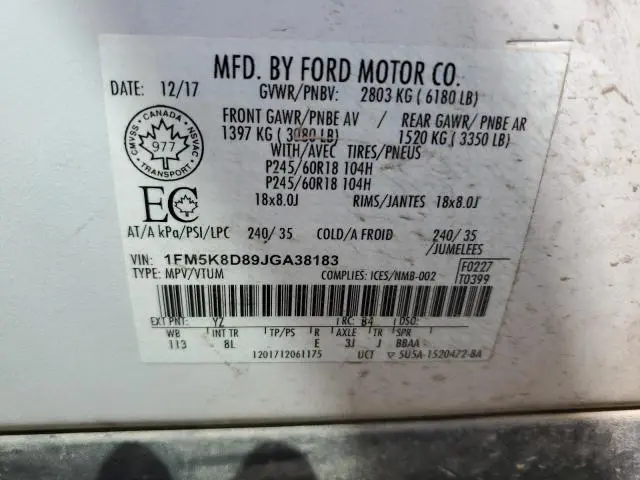 MFD. BY FORD MOTOR CO.
DATE: 12/17 GVWR/PNBV: 2803 KG ( 6180 LB)
FRONT GAWR/PNBE AV / REAR GAWR/ PNBE AR
1397 KG ( 3080 LB) 1520 KG ( 3350 LB)
WITH/AVEC TIRES/PNEUS
P245/60R18 104H
P245/60R18 104H
18x8.0J RIMS/JANTES 18x8.0J
CMVSS · CANADA · NSVAC
977
TRANSPORT
EC
AT/A kPa/PSI/LPC 240/ 35 COLD/A FROID 240/ 35
/JUMELEES
VIN: 1FM5K8D89JGA38183
TYPE: MPV/VTUM COMPLIES: ICES/NMB-002
F0227
T0399
EXT PNT: YZ RC: 84 DSO:
WB INT TR TP/PS R AXLE TR SPR
113 8L E 3J J BBAA
1201712061175 UCT ▽ 5U5A-1520472-BA